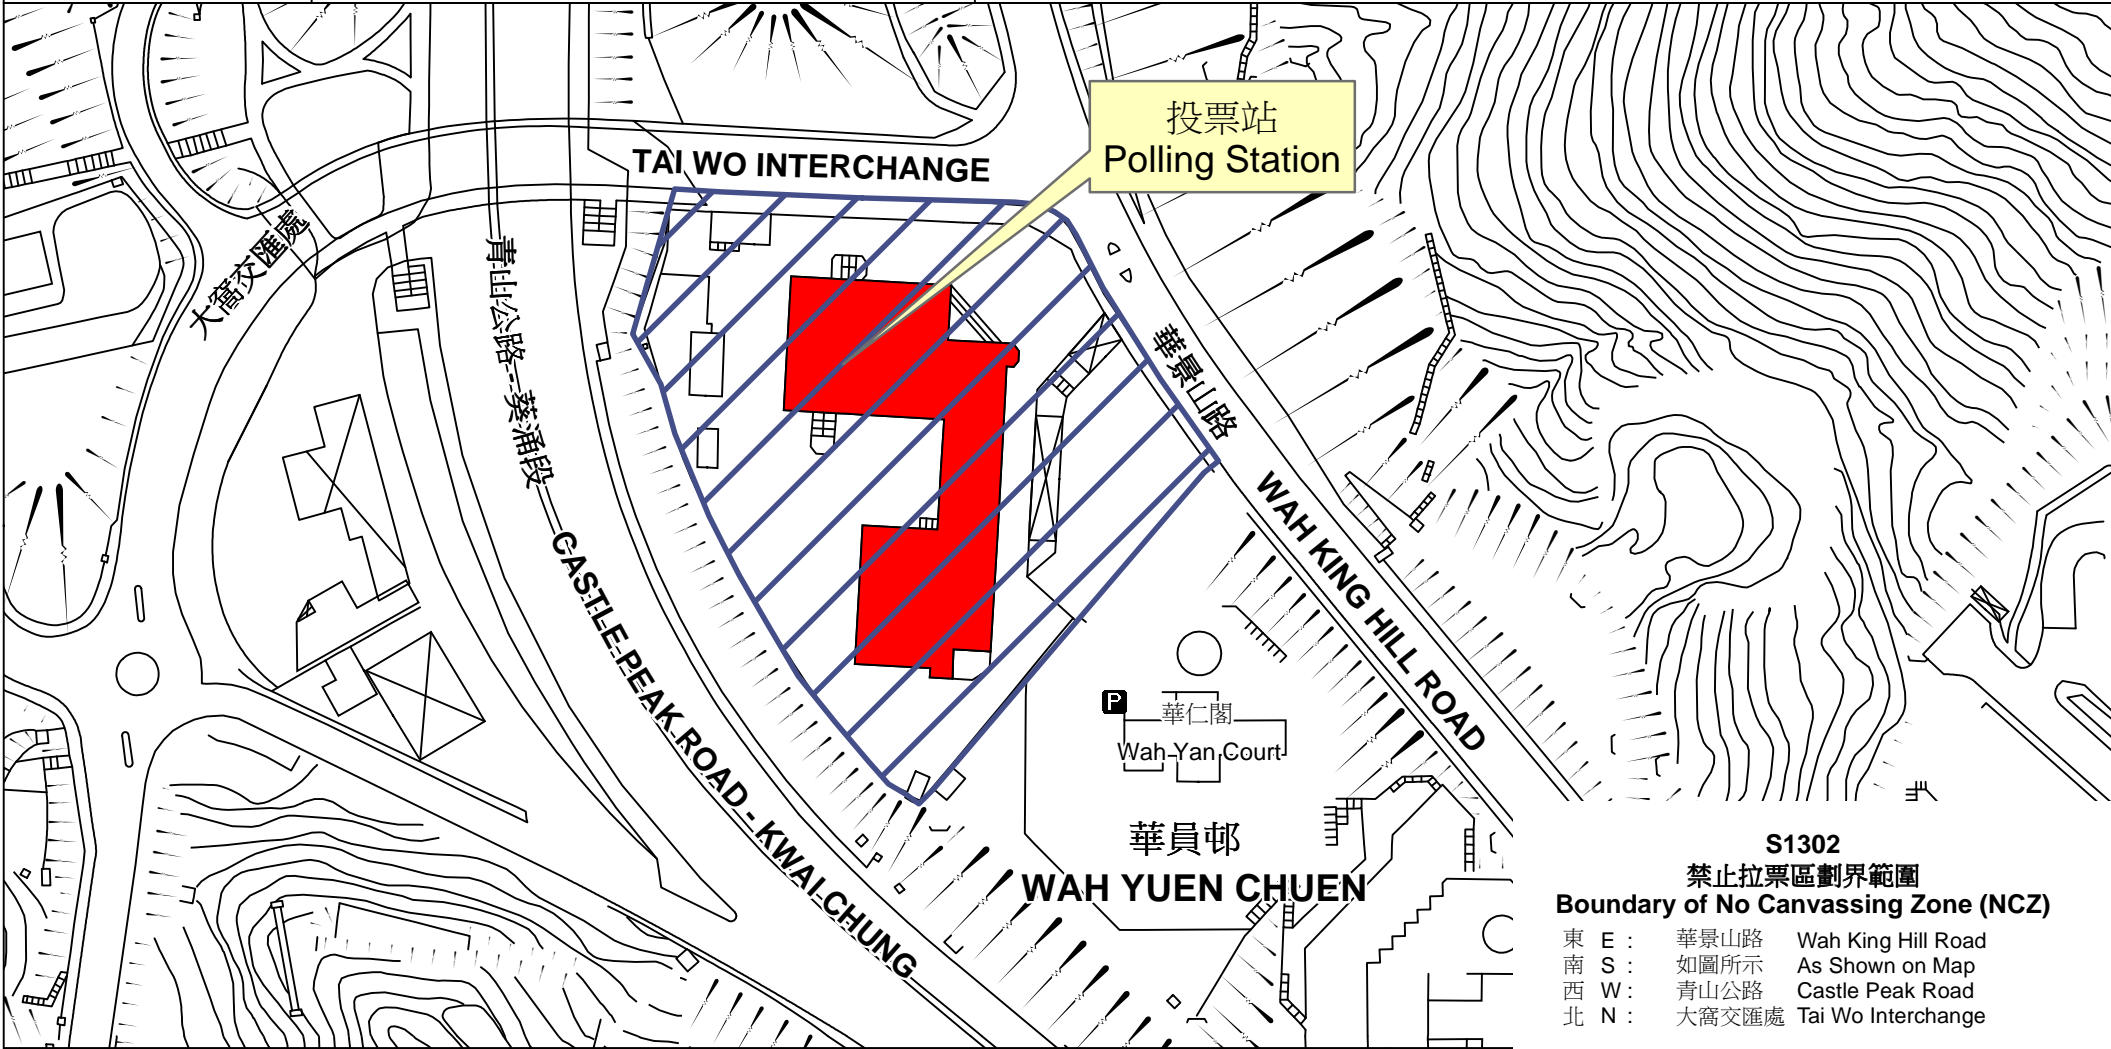 投票站
Polling Station
TAI WO INTERCHANGE
大窩交匯處
青山公路--葵涌段
華景山路
CASTLE PEAK ROAD - KWAI CHUNG
WAH KING HILL ROAD
P
華仁閣
Wah Yan Court
華員邨
WAH YUEN CHUEN
S1302
禁止拉票區劃界範圍
Boundary of No Canvassing Zone (NCZ)
東 E : 華景山路 Wah King Hill Road
南 S : 如圖所示 As Shown on Map
西 W : 青山公路 Castle Peak Road
北 N : 大窩交匯處 Tai Wo Interchange